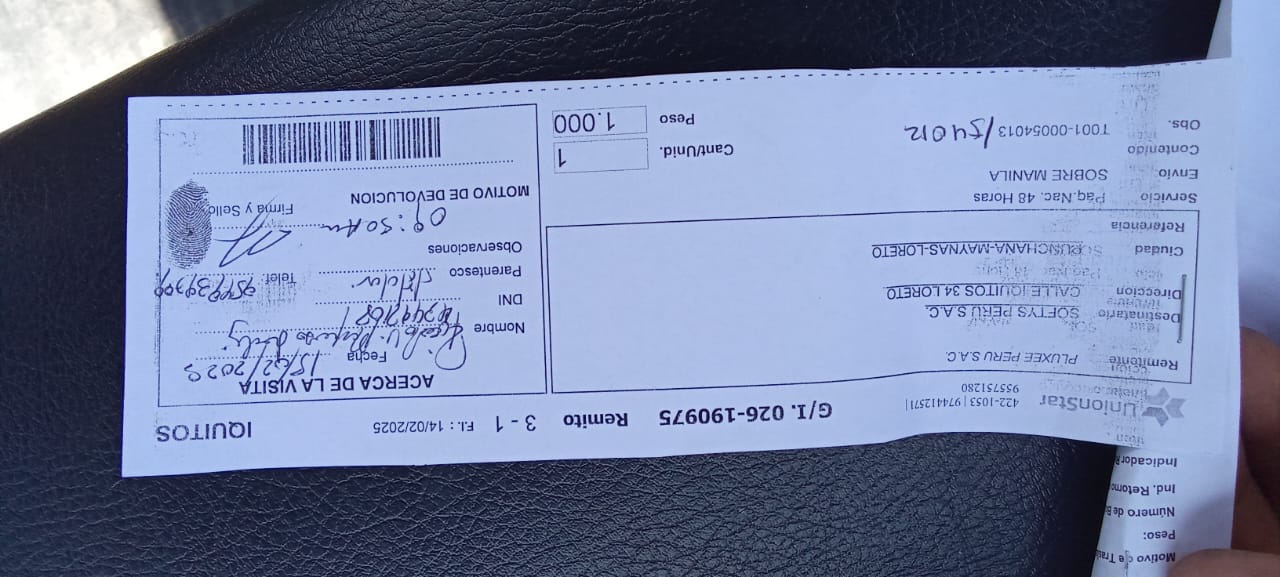 Motivo de Tras
Peso:
Número de B
Ind. Retorno
Indicador
UnionStar
422-1053 | 974412571 |
955751280
G/I. 026-190975 Remito 3 - 1 F.I. : 14/02/2025 IQUITOS
Remitente PLUXEE PERU S.A.C.
Destinatario SOFTYS PERU S.A.C.
Direccion CALLE IQUITOS 34 LORETO
Ciudad PUNCHANA-MAYNAS-LORETO
Referencia
Servicio Paq.Nac. 48 Horas
Envio SOBRE MANILA
Contenido
Obs. T001-00054013/54012
Cant/Unid. 1
Peso 1.000
ACERCA DE LA VISITA
Fecha 15/02/2025
Nombre
DNI
Parentesco
Telef.
Observaciones
09:50 Am
Firma y Sello
MOTIVO DE DEVOLUCION